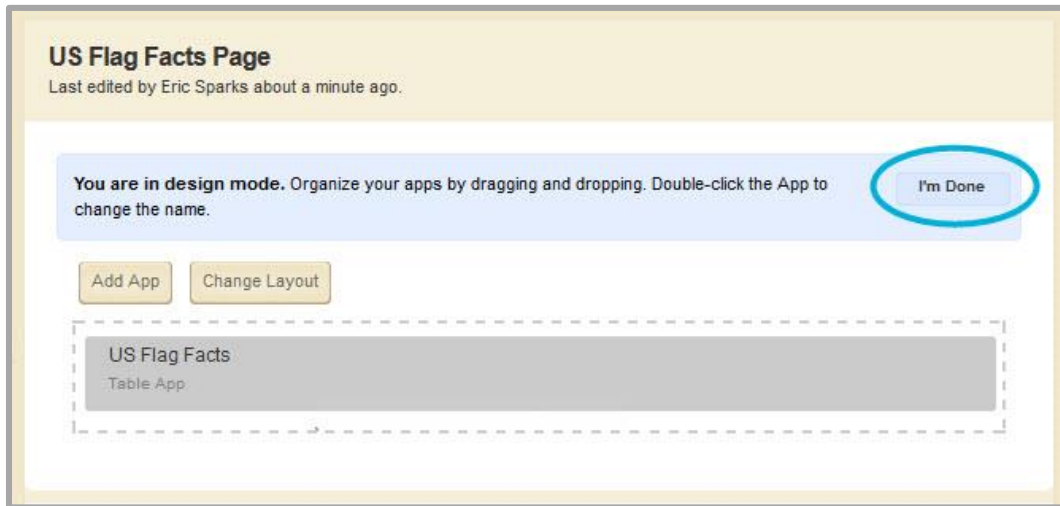 US Flag Facts Page
Last edited by Eric Sparks about a minute ago.
You are in design mode. Organize your apps by dragging and dropping. Double-click the App to
change the name.
I'm Done
Add App
Change Layout
US Flag Facts
Table App